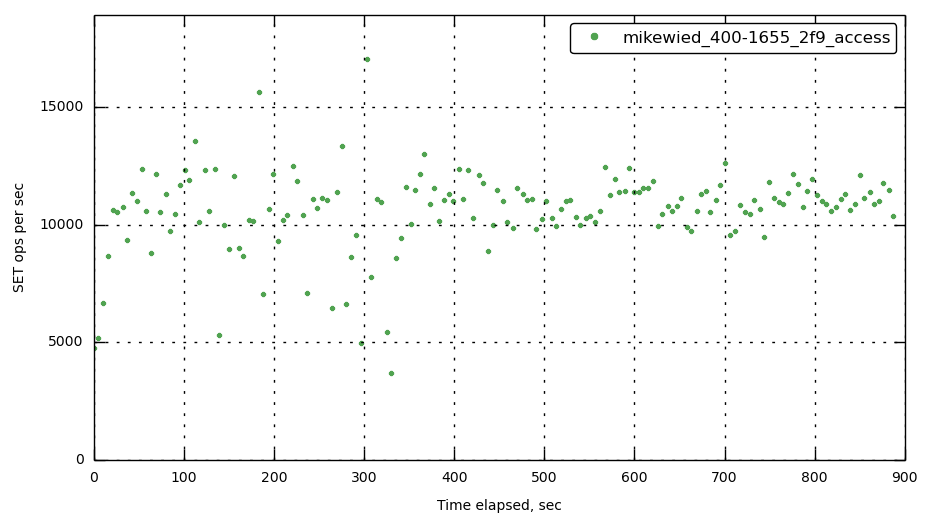 mikewied_400-1655_2f9_access
SET ops per sec
15000
10000
5000
0
0 100 200 300 400 500 600 700 800 900
Time elapsed, sec